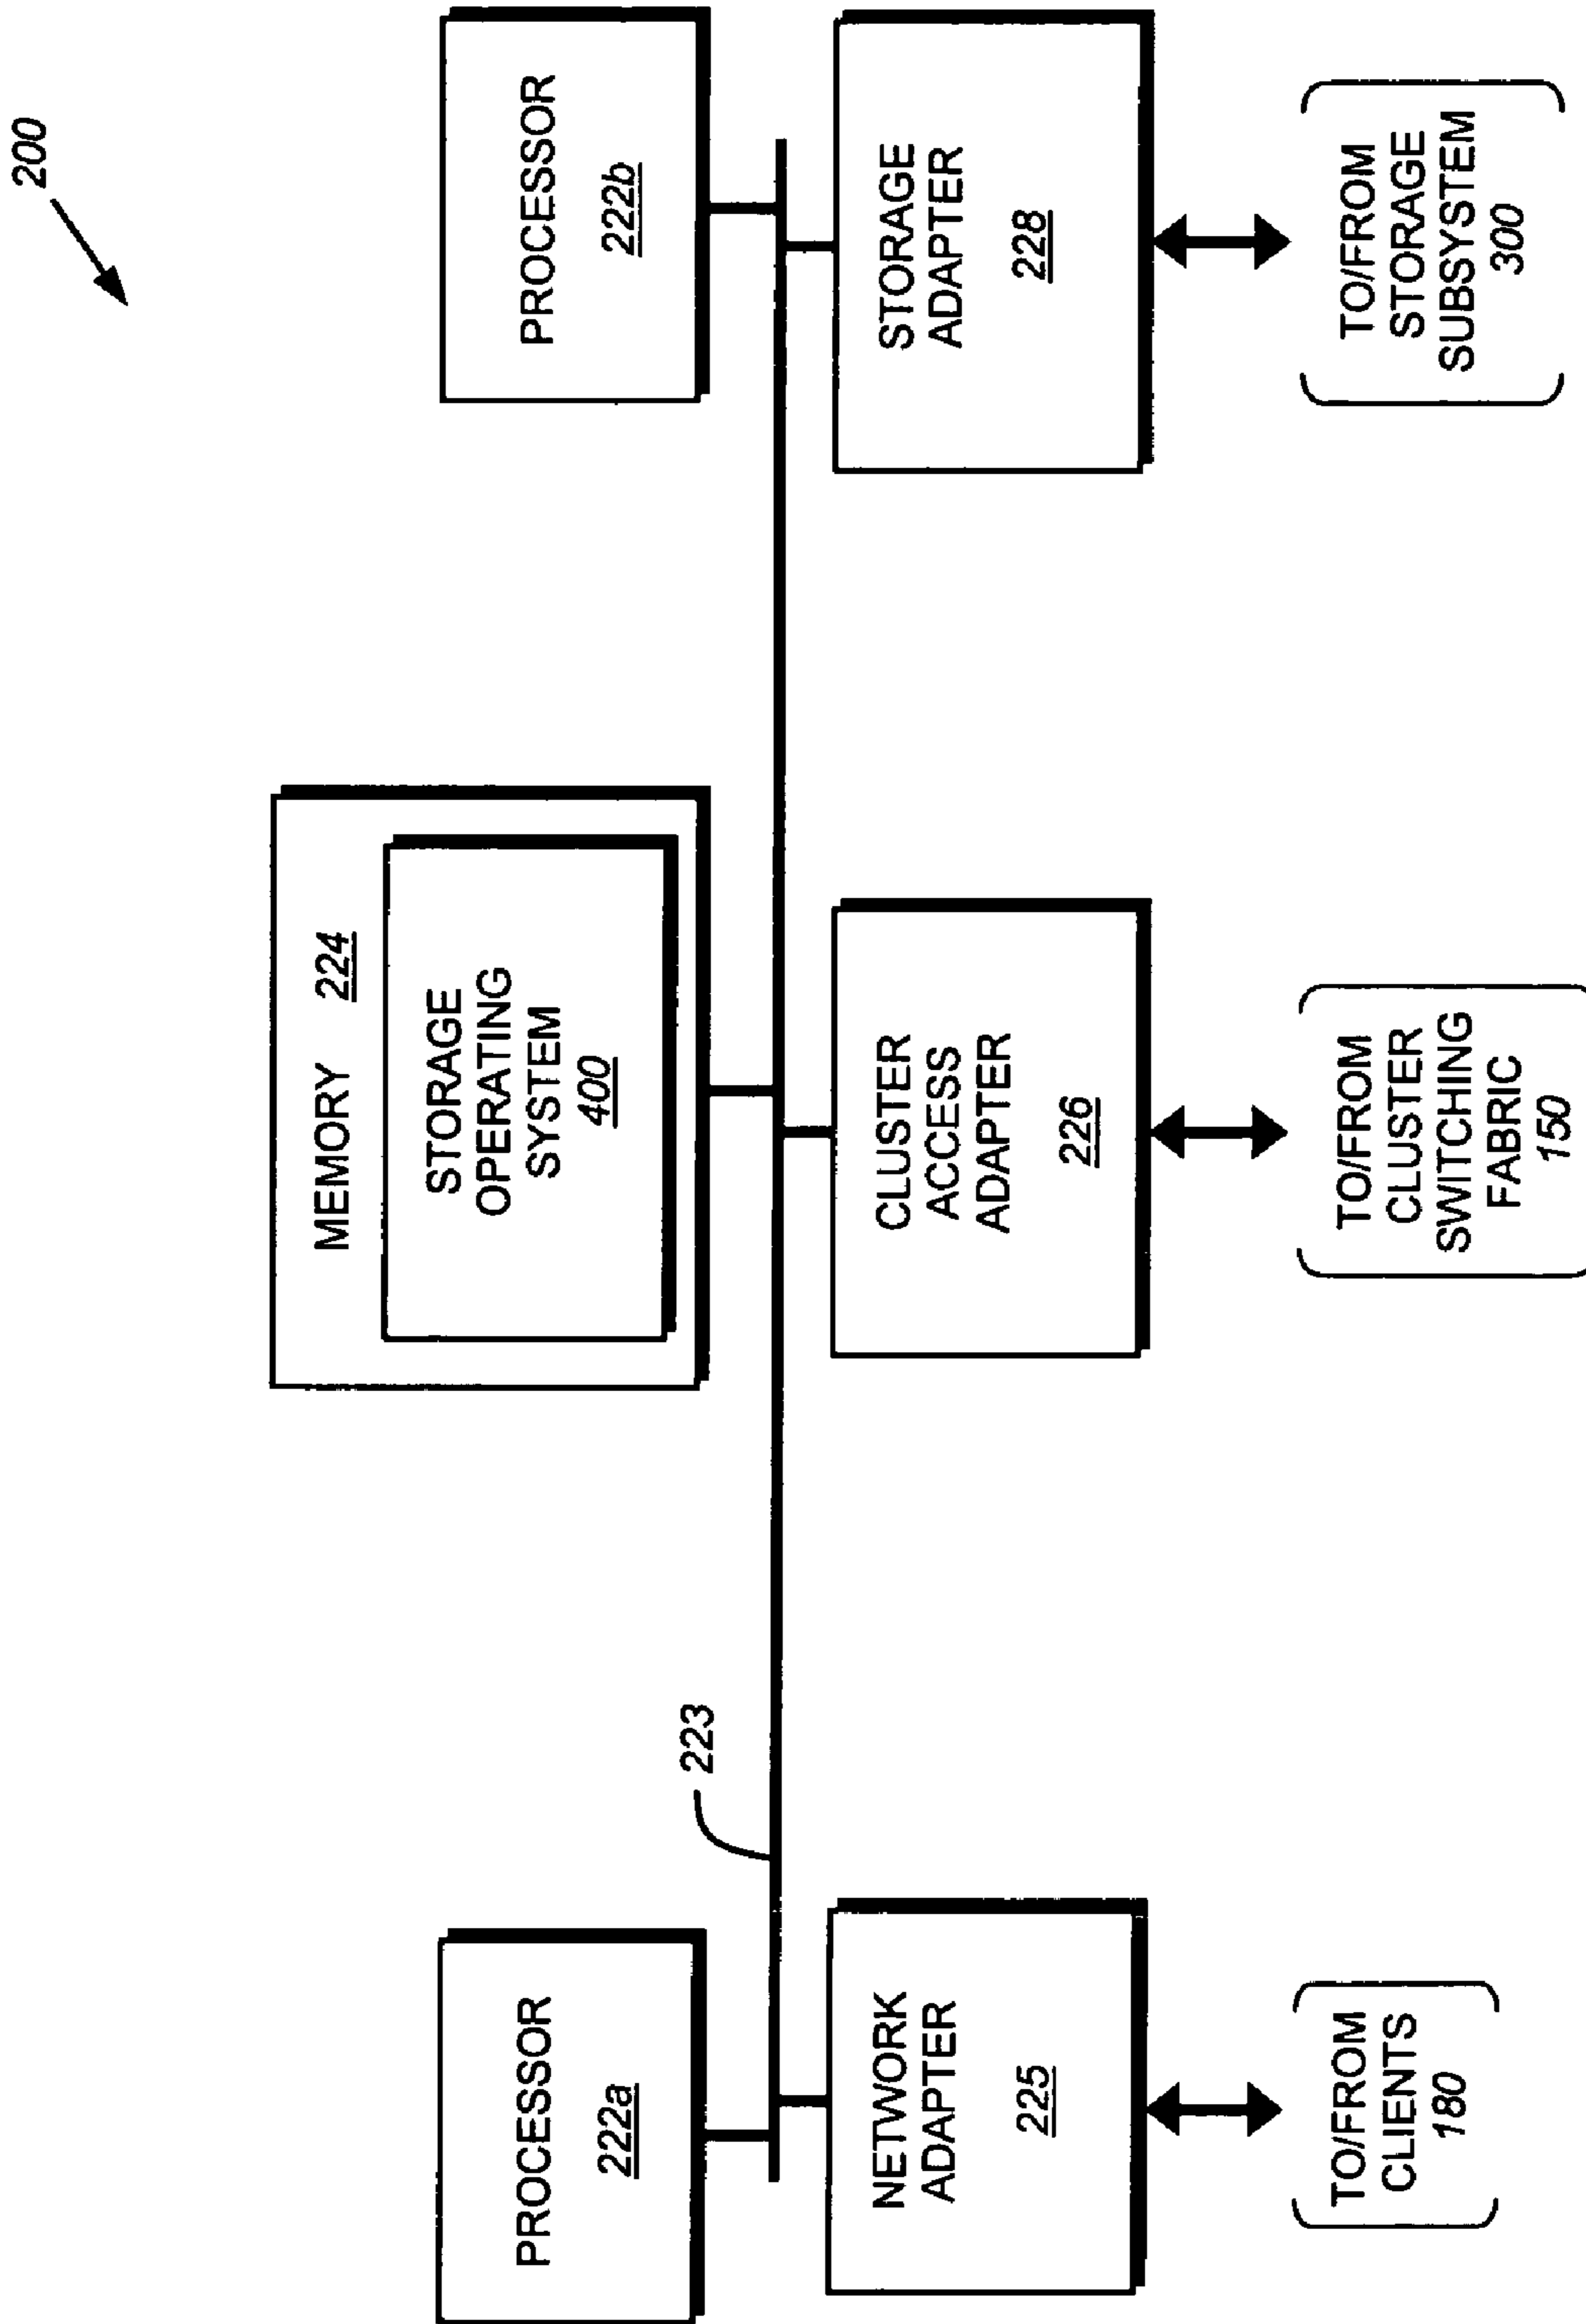 200
PROCESSOR
222a
MEMORY 224
STORAGE
OPERATING
SYSTEM
400
PROCESSOR
222b
223
NETWORK
ADAPTER
225
CLUSTER
ACCESS
ADAPTER
226
STORAGE
ADAPTER
228
TO/FROM
CLIENTS
180
TO/FROM
CLUSTER
SWITCHING
FABRIC
150
TO/FROM
STORAGE
SUBSYSTEM
300